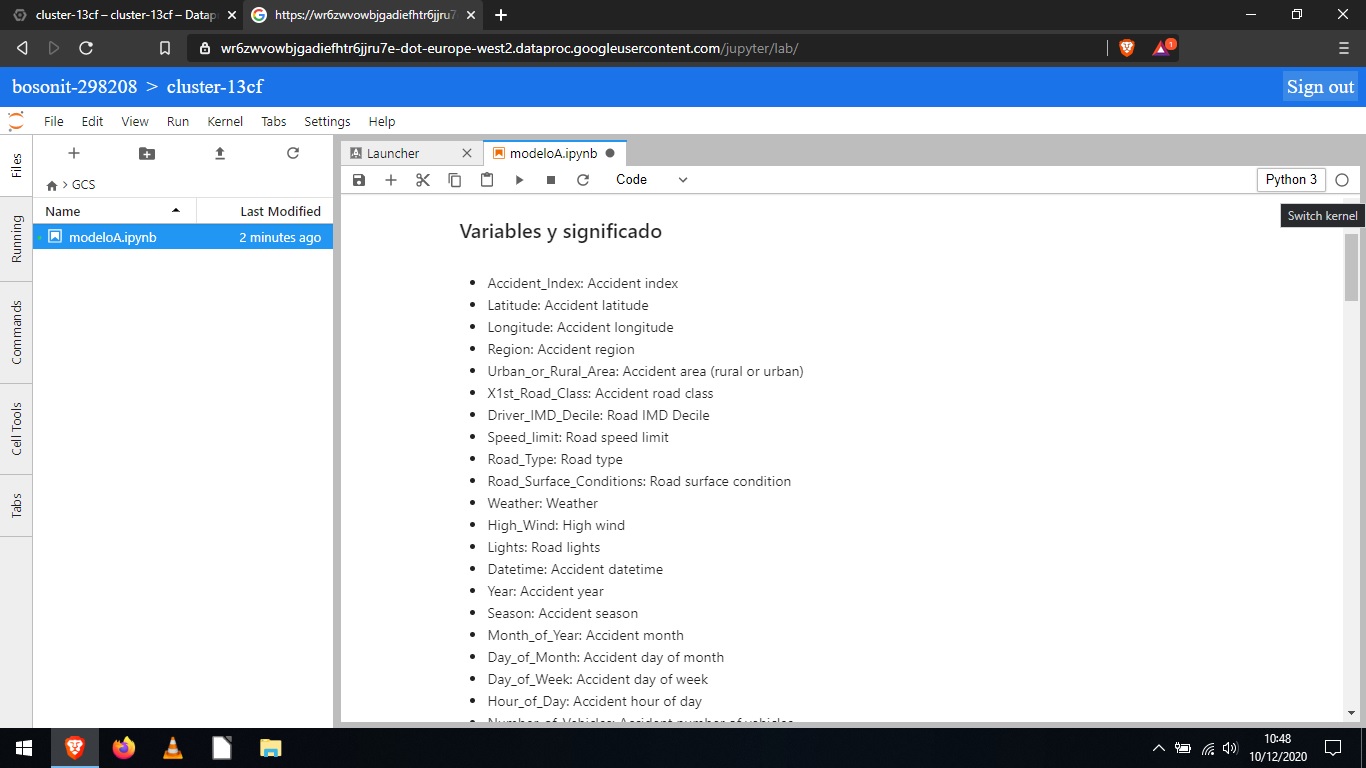 cluster-13cf – cluster-13cf – Datap
https://wr6zwvowbjgadiefhtr6jjru7
wr6zwvowbjgadiefhtr6jjru7e-dot-europe-west2.dataproc.googleusercontent.com/jupyter/lab/
1
bosonit-298208 > cluster-13cf
Sign out
File Edit View Run Kernel Tabs Settings Help
Files
Running
Commands
Cell Tools
Tabs
> GCS
Name
Last Modified
modeloA.ipynb
2 minutes ago
Launcher
modeloA.ipynb
Code
Python 3
Switch kernel
Variables y significado
Accident_Index: Accident index
Latitude: Accident latitude
Longitude: Accident longitude
Region: Accident region
Urban_or_Rural_Area: Accident area (rural or urban)
X1st_Road_Class: Accident road class
Driver_IMD_Decile: Road IMD Decile
Speed_limit: Road speed limit
Road_Type: Road type
Road_Surface_Conditions: Road surface condition
Weather: Weather
High_Wind: High wind
Lights: Road lights
Datetime: Accident datetime
Year: Accident year
Season: Accident season
Month_of_Year: Accident month
Day_of_Month: Accident day of month
Day_of_Week: Accident day of week
Hour_of_Day: Accident hour of day
Number_of_Vehicles: Accident number of vehicles
10:48
10/12/2020